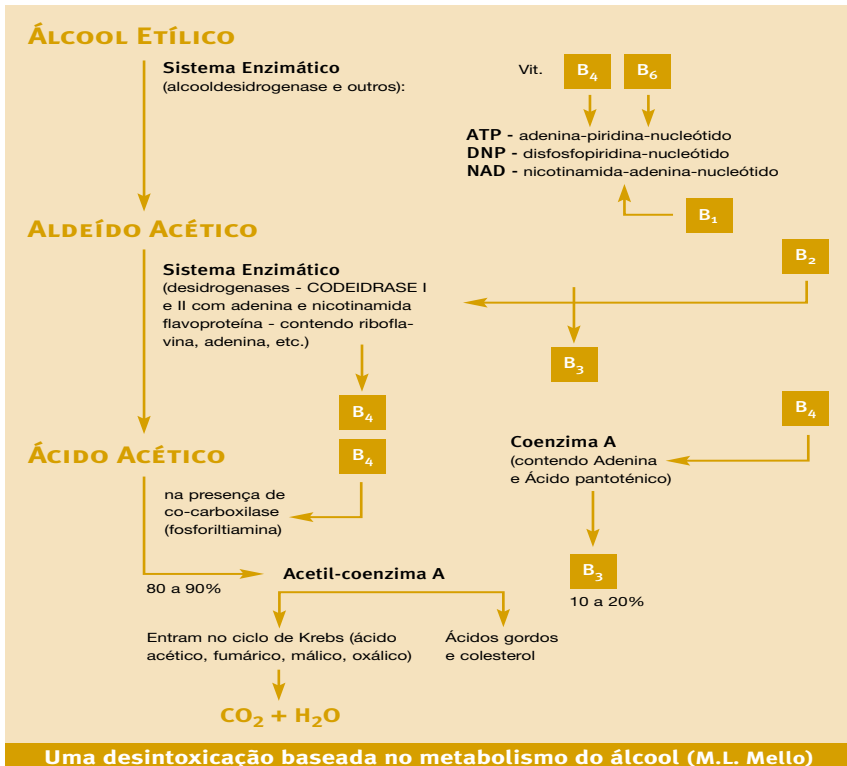 ÁLCOOL ETÍLICO
Sistema Enzimático
(alcooldesidrogenase e outros):
Vit.
B4
B6
ATP - adenina-piridina-nucleótido
DNP - disfosfopiridina-nucleótido
NAD - nicotinamida-adenina-nucleótido
B1
ALDEÍDO ACÉTICO
B2
Sistema Enzimático
(desidrogenases - CODEIDRASE I
e II com adenina e nicotinamida
flavoproteína - contendo ribofla-
vina, adenina, etc.)
B3
B4
B4
ÁCIDO ACÉTICO
B4
Coenzima A
(contendo Adenina
e Ácido pantoténico)
na presença de
co-carboxilase
(fosforiltiamina)
80 a 90%
Acetil-coenzima A
B3
10 a 20%
Entram no ciclo de Krebs (ácido
acético, fumárico, málico, oxálico)
Ácidos gordos
e colesterol
CO2 + H2O
Uma desintoxicação baseada no metabolismo do álcool (M.L. Mello)